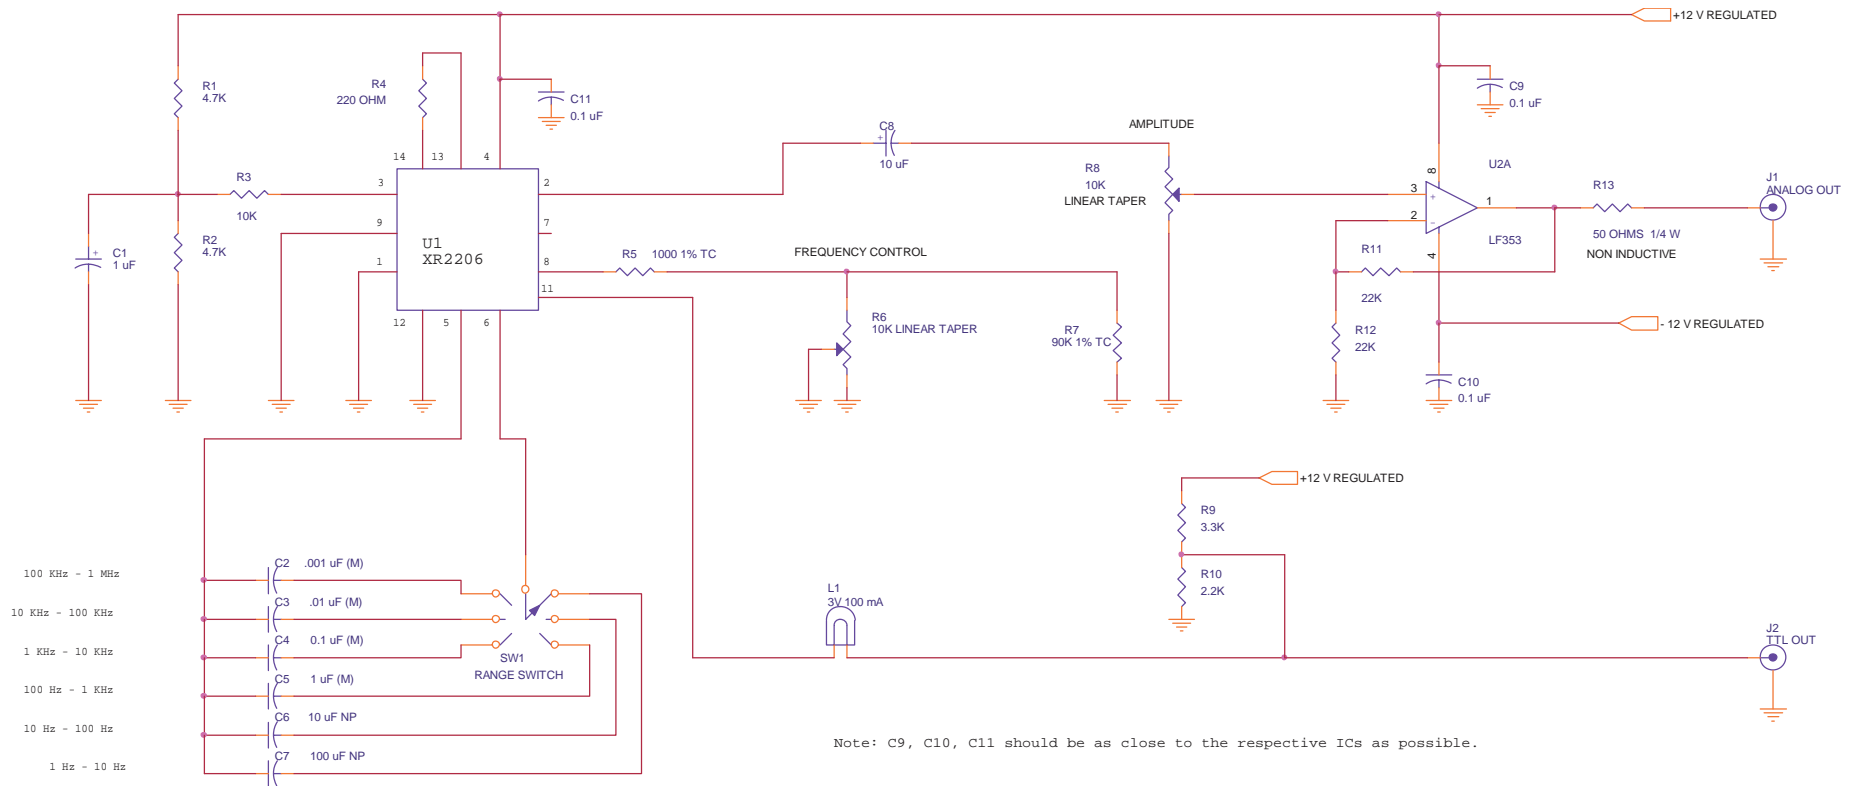 +12 V REGULATED
R1
4.7K
R4
220 OHM
C11
0.1 uF
C9
0.1 uF
C8
10 uF
AMPLITUDE
R8
10K
LINEAR TAPER
U2A
8
3
+
2
−
1
4
LF353
R13
50 OHMS 1/4 W
NON INDUCTIVE
J1
ANALOG OUT
14
13
4
3
2
9
7
1
8
11
12
5
6
U1
XR2206
R3
10K
R2
4.7K
+
C1
1 uF
+
R5 1000 1% TC
FREQUENCY CONTROL
R6
10K LINEAR TAPER
R7
90K 1% TC
R11
22K
R12
22K
- 12 V REGULATED
C10
0.1 uF
+12 V REGULATED
R9
3.3K
R10
2.2K
L1
3V 100 mA
J2
TTL OUT
100 KHz - 1 MHz
C2 .001 uF (M)
10 KHz - 100 KHz
C3 .01 uF (M)
1 KHz - 10 KHz
C4 0.1 uF (M)
SW1
RANGE SWITCH
100 Hz - 1 KHz
C5 1 uF (M)
10 Hz - 100 Hz
C6 10 uF NP
1 Hz - 10 Hz
C7 100 uF NP
Note: C9, C10, C11 should be as close to the respective ICs as possible.